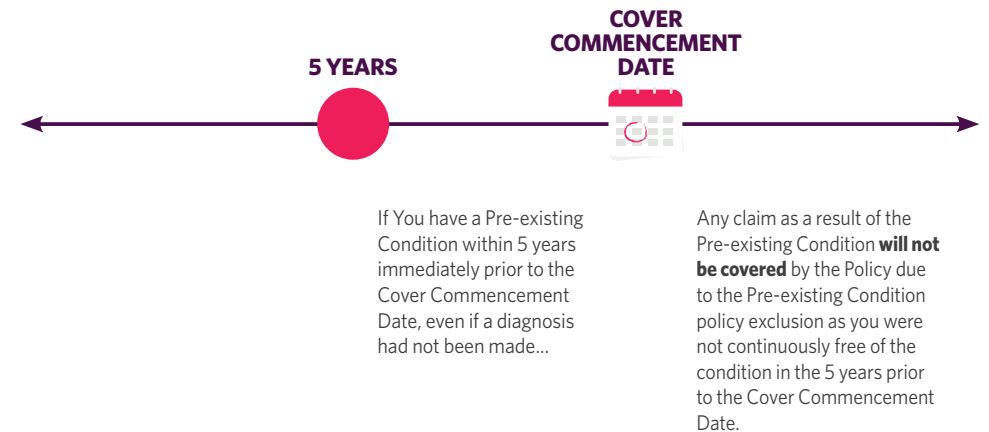 5 YEARS
COVER
COMMENCEMENT
DATE
If You have a Pre-existing
Condition within 5 years
immediately prior to the
Cover Commencement
Date, even if a diagnosis
had not been made...
Any claim as a result of the
Pre-existing Condition will not
be covered by the Policy due
to the Pre-existing Condition
policy exclusion as you were
not continuously free of the
condition in the 5 years prior
to the Cover Commencement
Date.